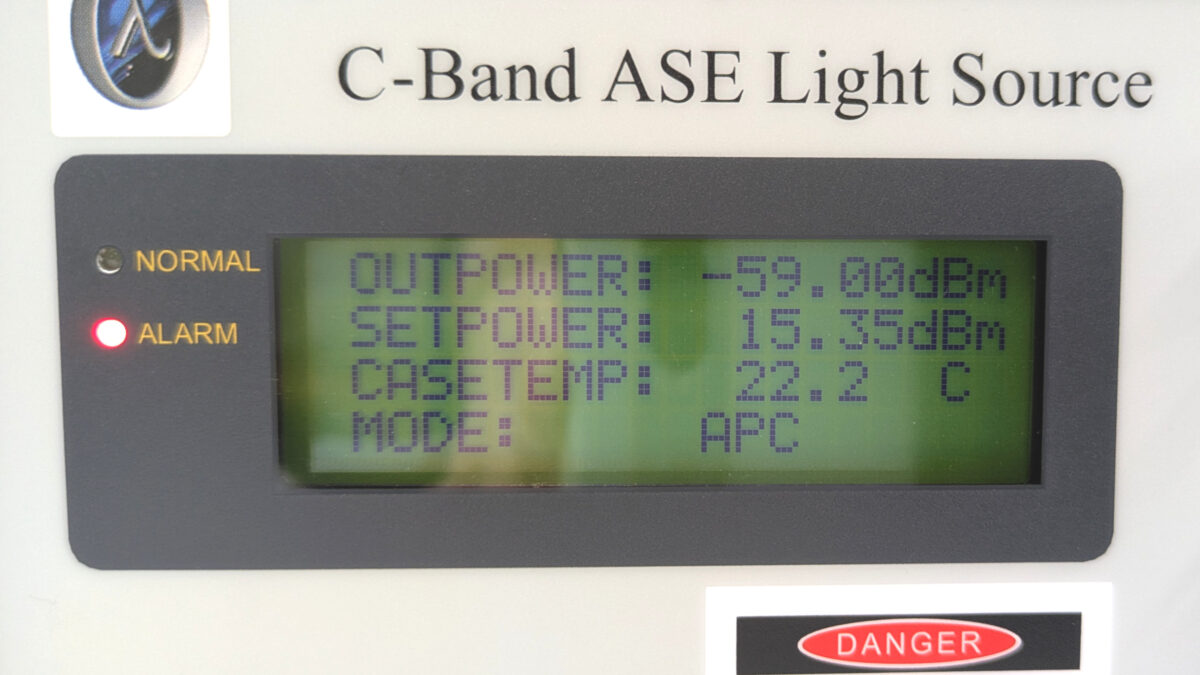 C-Band ASE Light Source
NORMAL
ALARM
OUTPOWER: -59.00dBm
SETPOWER: 15.35dBm
CASETEMP: 22.2 C
MODE: APC
DANGER